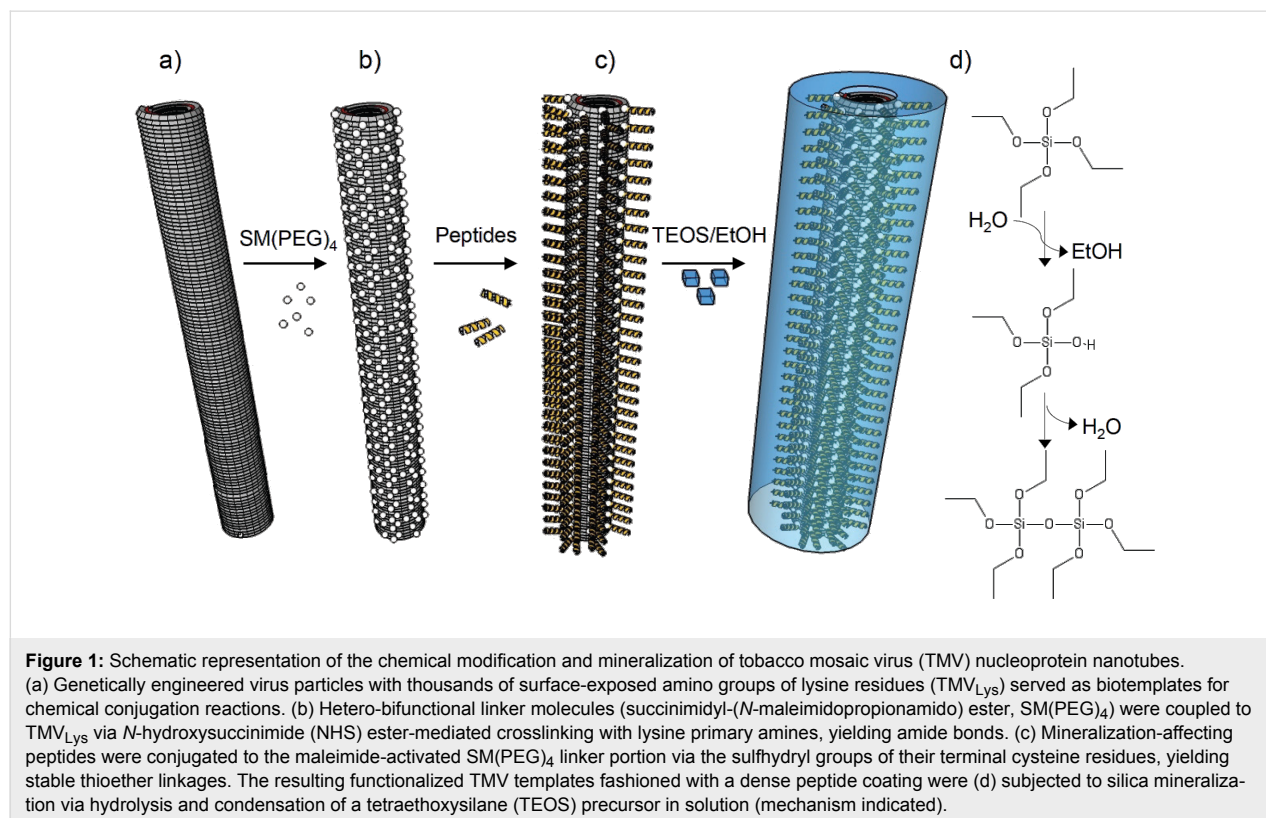 a)
b)
c)
d)
SM(PEG)4
Peptides
TEOS/EtOH
O
O
Si
O
O
H2O
EtOH
O
O
Si
O
H
O
H2O
O
O
O
Si
O
Si
O
O
O
Figure 1: Schematic representation of the chemical modification and mineralization of tobacco mosaic virus (TMV) nucleoprotein nanotubes.
(a) Genetically engineered virus particles with thousands of surface-exposed amino groups of lysine residues (TMVLys) served as biotemplates for
chemical conjugation reactions. (b) Hetero-bifunctional linker molecules (succinimidyl-(N-maleimidopropionamido) ester, SM(PEG)4) were coupled to
TMVLys via N-hydroxysuccinimide (NHS) ester-mediated crosslinking with lysine primary amines, yielding amide bonds. (c) Mineralization-affecting
peptides were conjugated to the maleimide-activated SM(PEG)4 linker portion via the sulfhydryl groups of their terminal cysteine residues, yielding
stable thioether linkages. The resulting functionalized TMV templates fashioned with a dense peptide coating were (d) subjected to silica mineraliza-
tion via hydrolysis and condensation of a tetraethoxysilane (TEOS) precursor in solution (mechanism indicated).